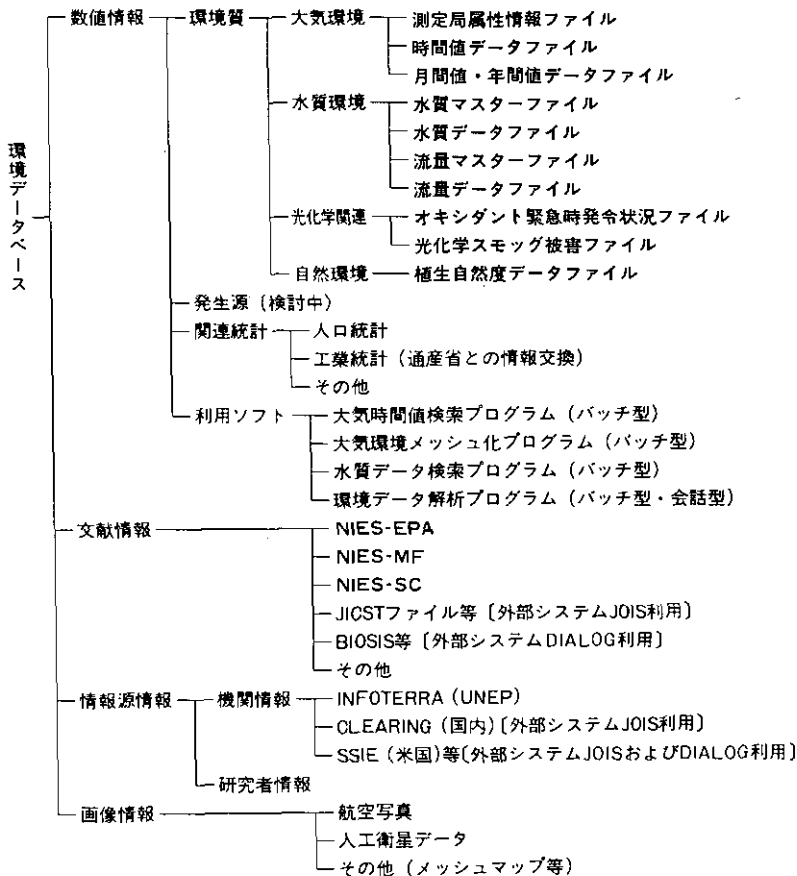 数値情報 環境質 大気環境 測定局属性情報ファイル
時間値データファイル
月間値・年間値データファイル
水質環境 水質マスターファイル
水質データファイル
流量マスターファイル
流量データファイル
光化学関連 オキシダント緊急時発令状況ファイル
光化学スモッグ被害ファイル
自然環境 植生自然度データファイル
環境データベース
発生源（検討中）
関連統計 人口統計
工業統計（通産省との情報交換）
その他
利用ソフト 大気時間値検索プログラム（バッチ型）
大気環境メッシュ化プログラム（バッチ型）
水質データ検索プログラム（バッチ型）
環境データ解析プログラム（バッチ型・会話型）
文献情報 NIES-EPA
NIES-MF
NIES-SC
JICSTファイル等〔外部システムJOIS利用〕
BIOSIS等〔外部システムDIALOG利用〕
その他
情報源情報 機関情報 INFOTERRA（UNEP）
CLEARING（国内）〔外部システムJOIS利用〕
SSIE（米国）等〔外部システムJOISおよびDIALOG利用〕
研究者情報
画像情報 航空写真
人工衛星データ
その他（メッシュマップ等）